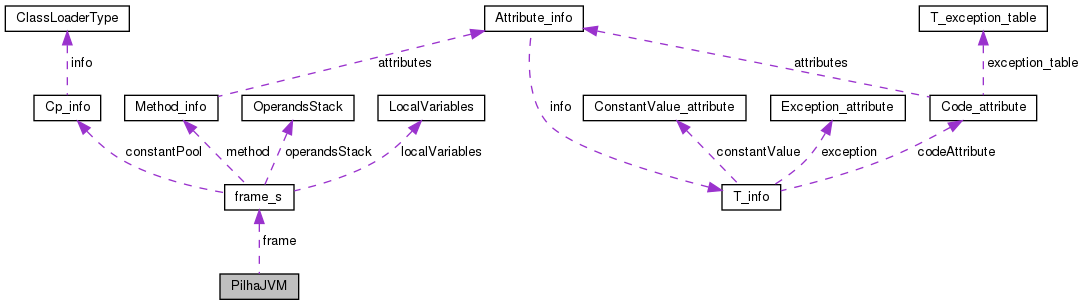 ClassLoaderType
Attribute_info
T_exception_table
info
attributes
attributes
exception_table
Cp_info
Method_info
OperandsStack
LocalVariables
info
ConstantValue_attribute
Exception_attribute
Code_attribute
constantPool
method
operandsStack
localVariables
constantValue
exception
codeAttribute
frame_s
T_info
frame
PilhaJVM